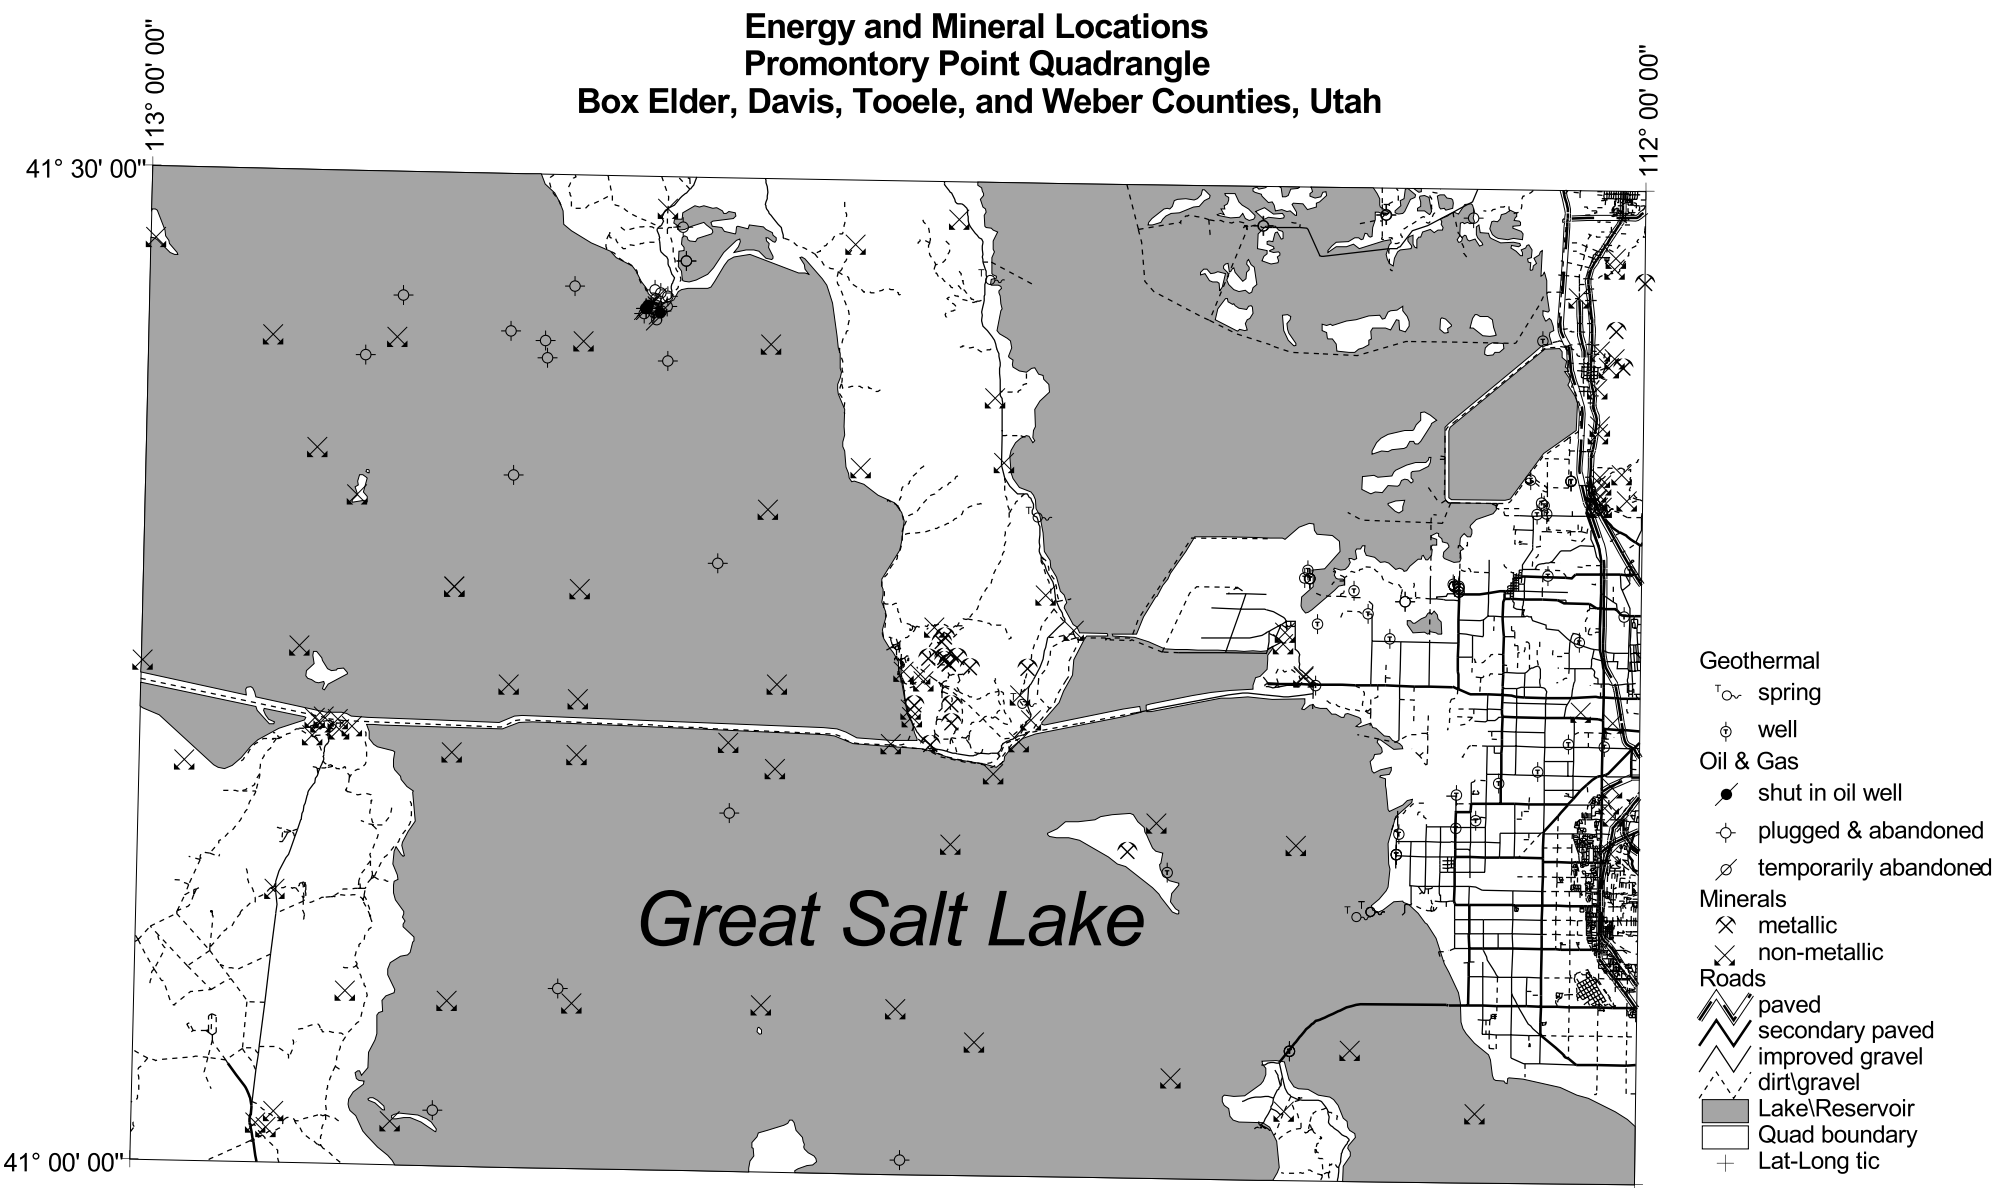 Energy and Mineral Locations
Promontory Point Quadrangle
Box Elder, Davis, Tooele, and Weber Counties, Utah
113° 00' 00"
112° 00' 00"
41° 30' 00"
41° 00' 00"
Great Salt Lake
Geothermal
T spring
T well
Oil & Gas
shut in oil well
plugged & abandoned
temporarily abandoned
Minerals
metallic
non-metallic
Roads
paved
secondary paved
improved gravel
dirt\gravel
Lake\Reservoir
Quad boundary
Lat-Long tic